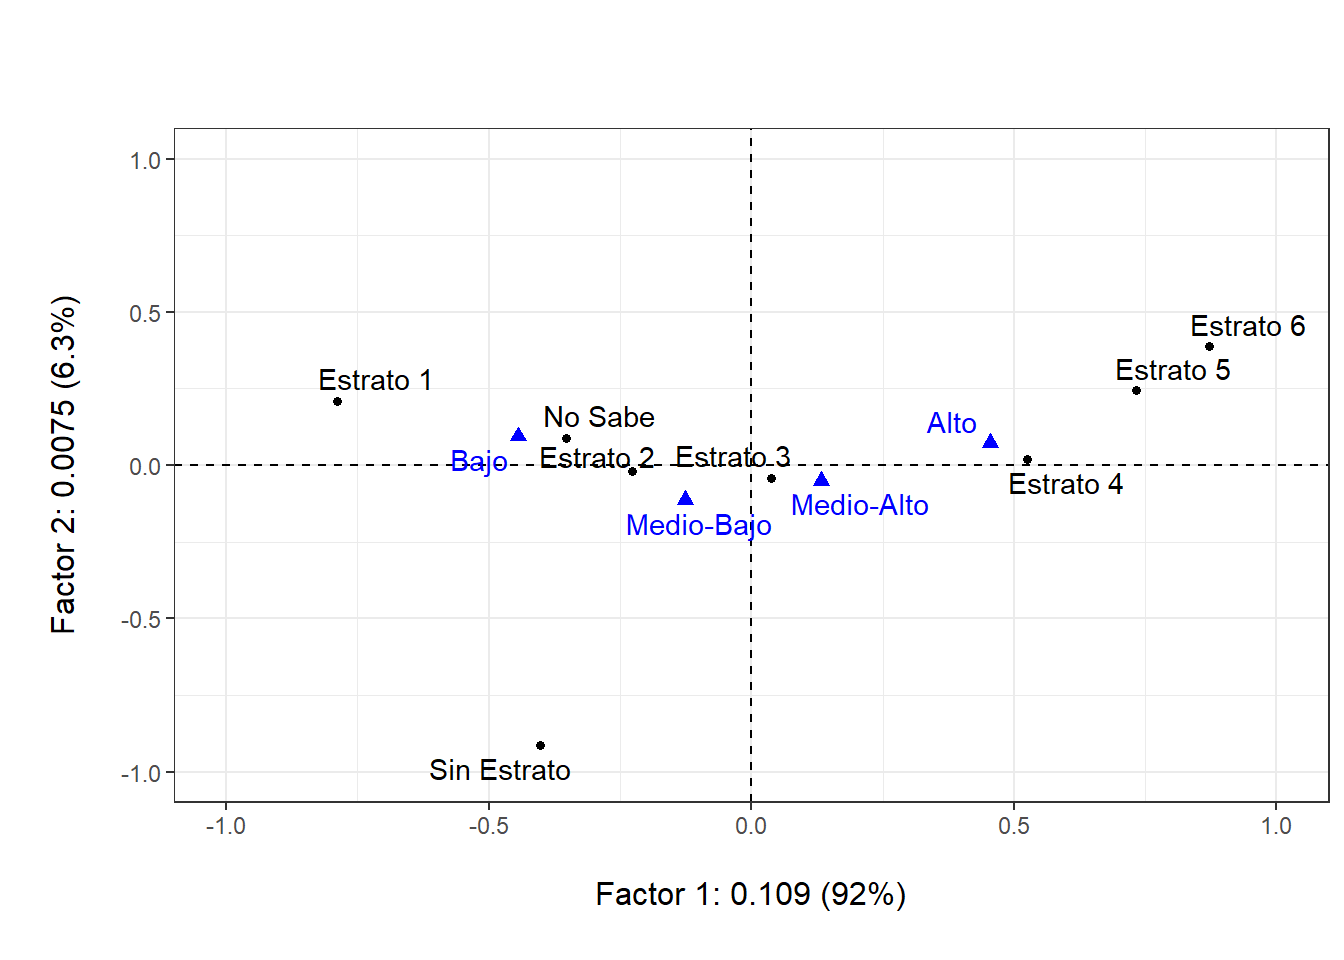 1.0
0.5
0.0
-0.5
-1.0
Factor 2: 0.0075 (6.3%)
Estrato 6
Estrato 5
Estrato 1
No Sabe
Alto
Bajo
Estrato 2
Estrato 3
Estrato 4
Medio-Alto
Medio-Bajo
Sin Estrato
-1.0
-0.5
0.0
0.5
1.0
Factor 1: 0.109 (92%)